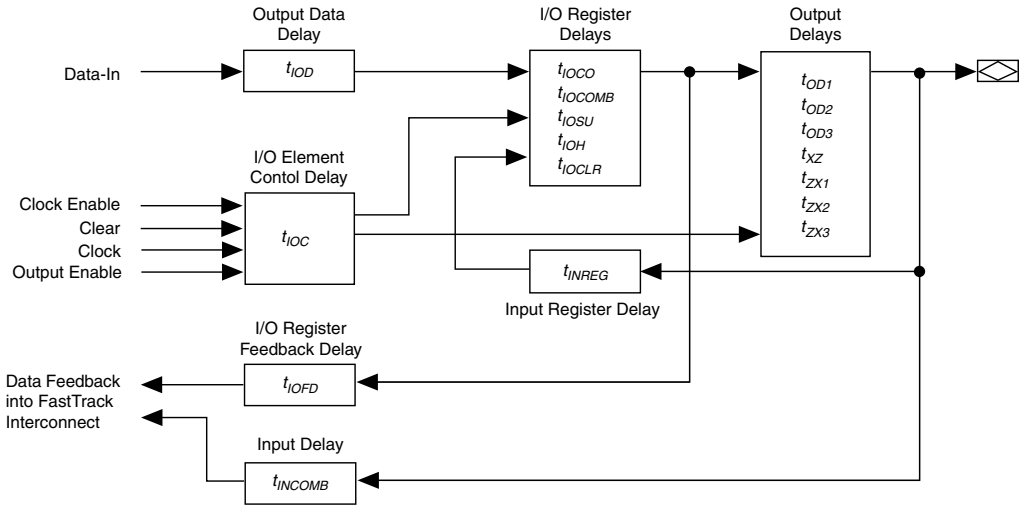 Output Data
Delay
I/O Register
Delays
Output
Delays
Data-In
tIOD
tIOCO
tIOCOMB
tIOSU
tIOH
tIOCLR
tOD1
tOD2
tOD3
tXZ
tZX1
tZX2
tZX3
I/O Element
Contol Delay
Clock Enable
Clear
Clock
Output Enable
tIOC
tINREG
Input Register Delay
I/O Register
Feedback Delay
tIOFD
Data Feedback
into FastTrack
Interconnect
Input Delay
tINCOMB